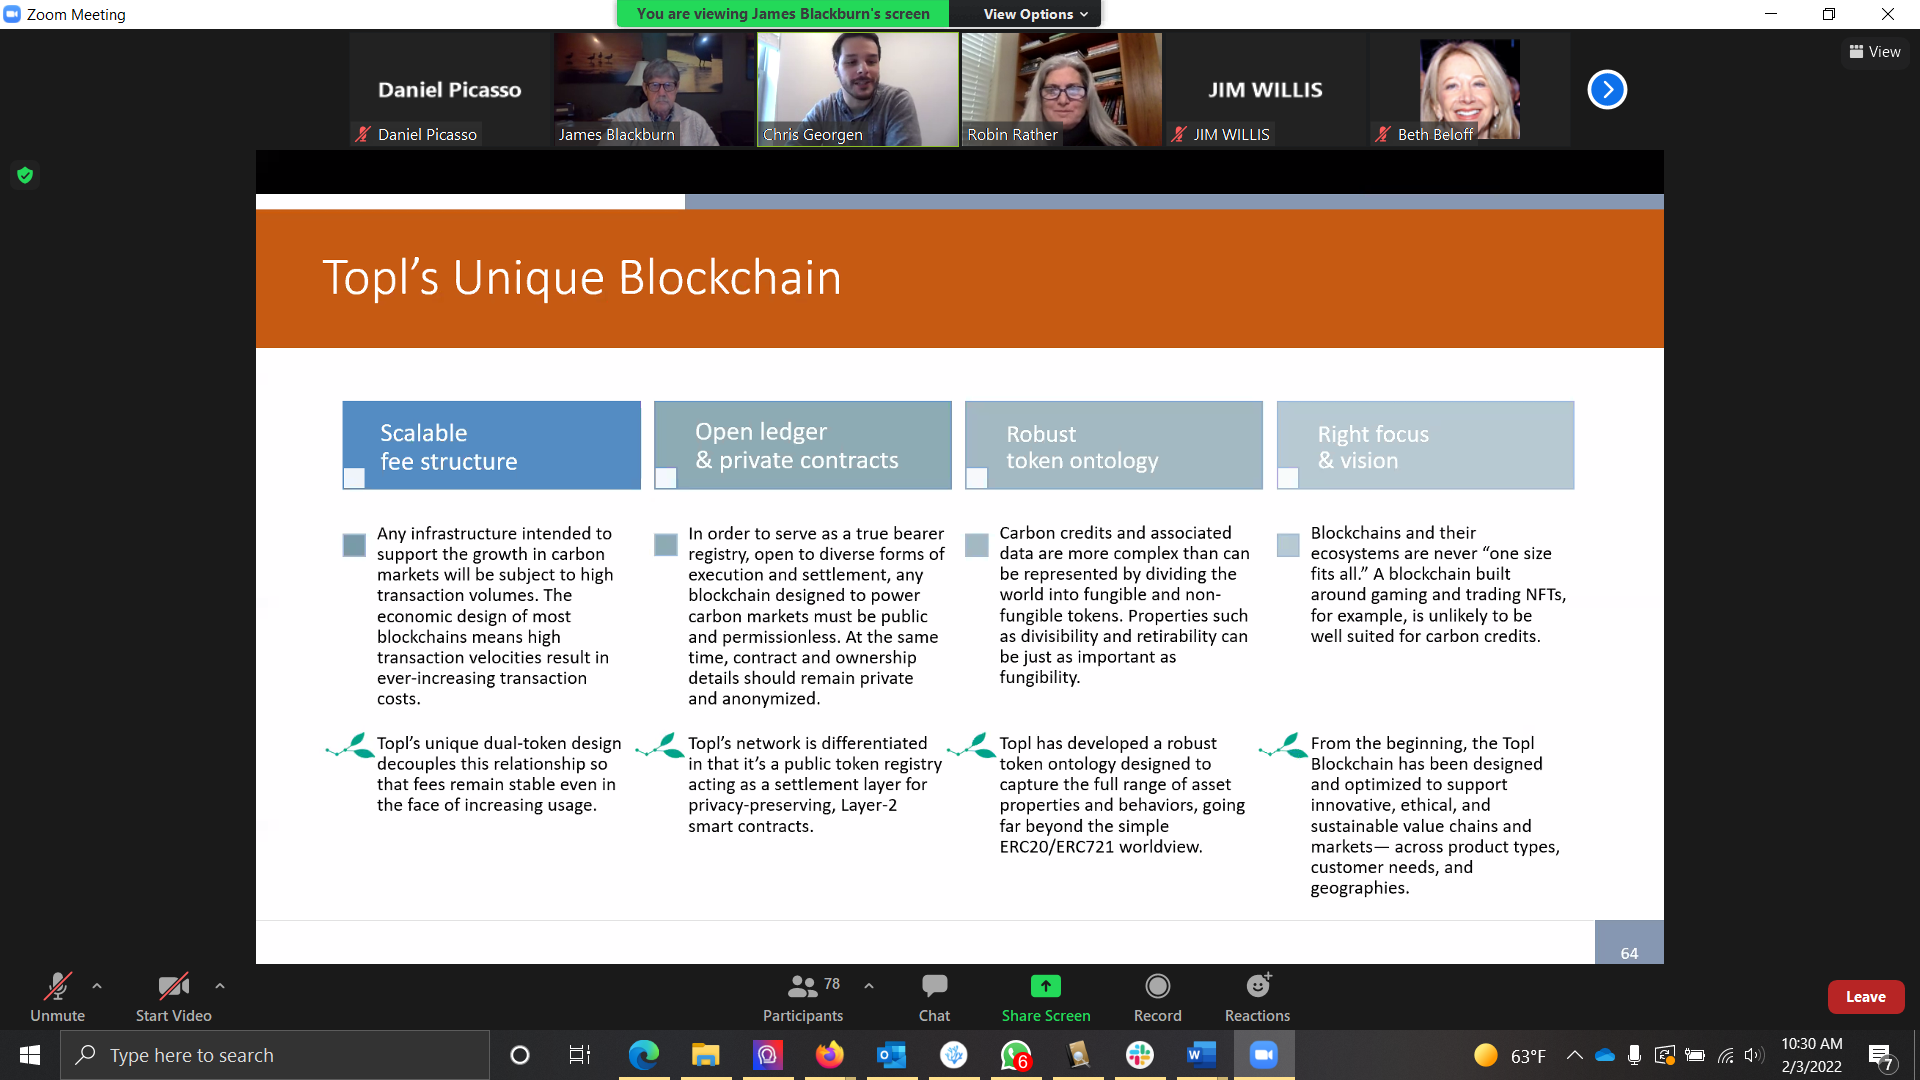 Zoom Meeting
You are viewing James Blackburn's screen
View Options
View
Daniel Picasso
JIM WILLIS
Daniel Picasso
James Blackburn
Chris Georgen
Robin Rather
JIM WILLIS
Beth Beloff
Topl's Unique Blockchain
Scalable
fee structure
Any infrastructure intended to
support the growth in carbon
markets will be subject to high
transaction volumes. The
economic design of most
blockchains means high
transaction velocities result in
ever-increasing transaction
costs.
Topl's unique dual-token design
decouples this relationship so
that fees remain stable even in
the face of increasing usage.
Open ledger
& private contracts
In order to serve as a true bearer
registry, open to diverse forms of
execution and settlement, any
blockchain designed to power
carbon markets must be public
and permissionless. At the same
time, contract and ownership
details should remain private
and anonymized.
Topl's network is differentiated
in that it's a public token registry
acting as a settlement layer for
privacy-preserving, Layer-2
smart contracts.
Robust
token ontology
Carbon credits and associated
data are more complex than can
be represented by dividing the
world into fungible and non-
fungible tokens. Properties such
as divisibility and retirability can
be just as important as
fungibility.
Topl has developed a robust
token ontology designed to
capture the full range of asset
properties and behaviors, going
far beyond the simple
ERC20/ERC721 worldview.
Right focus
& vision
Blockchains and their
ecosystems are never “one size
fits all.” A blockchain built
around gaming and trading NFTs,
for example, is unlikely to be
well suited for carbon credits.
From the beginning, the Topl
Blockchain has been designed
and optimized to support
innovative, ethical, and
sustainable value chains and
markets— across product types,
customer needs, and
geographies.
64
Unmute
Start Video
78
Participants
Chat
Share Screen
Record
Reactions
Leave
Type here to search
6
W
63°F
10:30 AM
2/3/2022
7